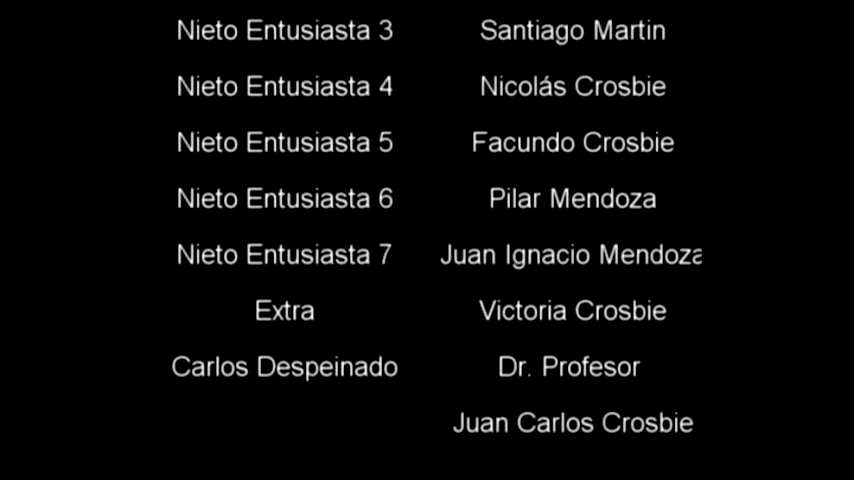 Nieto Entusiasta 3 Santiago Martin
Nieto Entusiasta 4 Nicolás Crosbie
Nieto Entusiasta 5 Facundo Crosbie
Nieto Entusiasta 6 Pilar Mendoza
Nieto Entusiasta 7 Juan Ignacio Mendoza
Extra Victoria Crosbie
Carlos Despeinado Dr. Profesor
Juan Carlos Crosbie